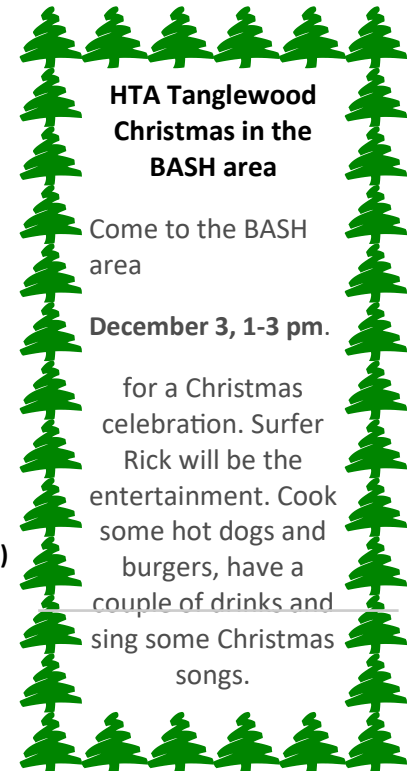 HTA Tanglewood
Christmas in the
BASH area
Come to the BASH
area
December 3, 1-3 pm.
for a Christmas
celebration. Surfer
Rick will be the
entertainment. Cook
some hot dogs and
)
burgers, have a
couple of drinks and
sing some Christmas
songs.